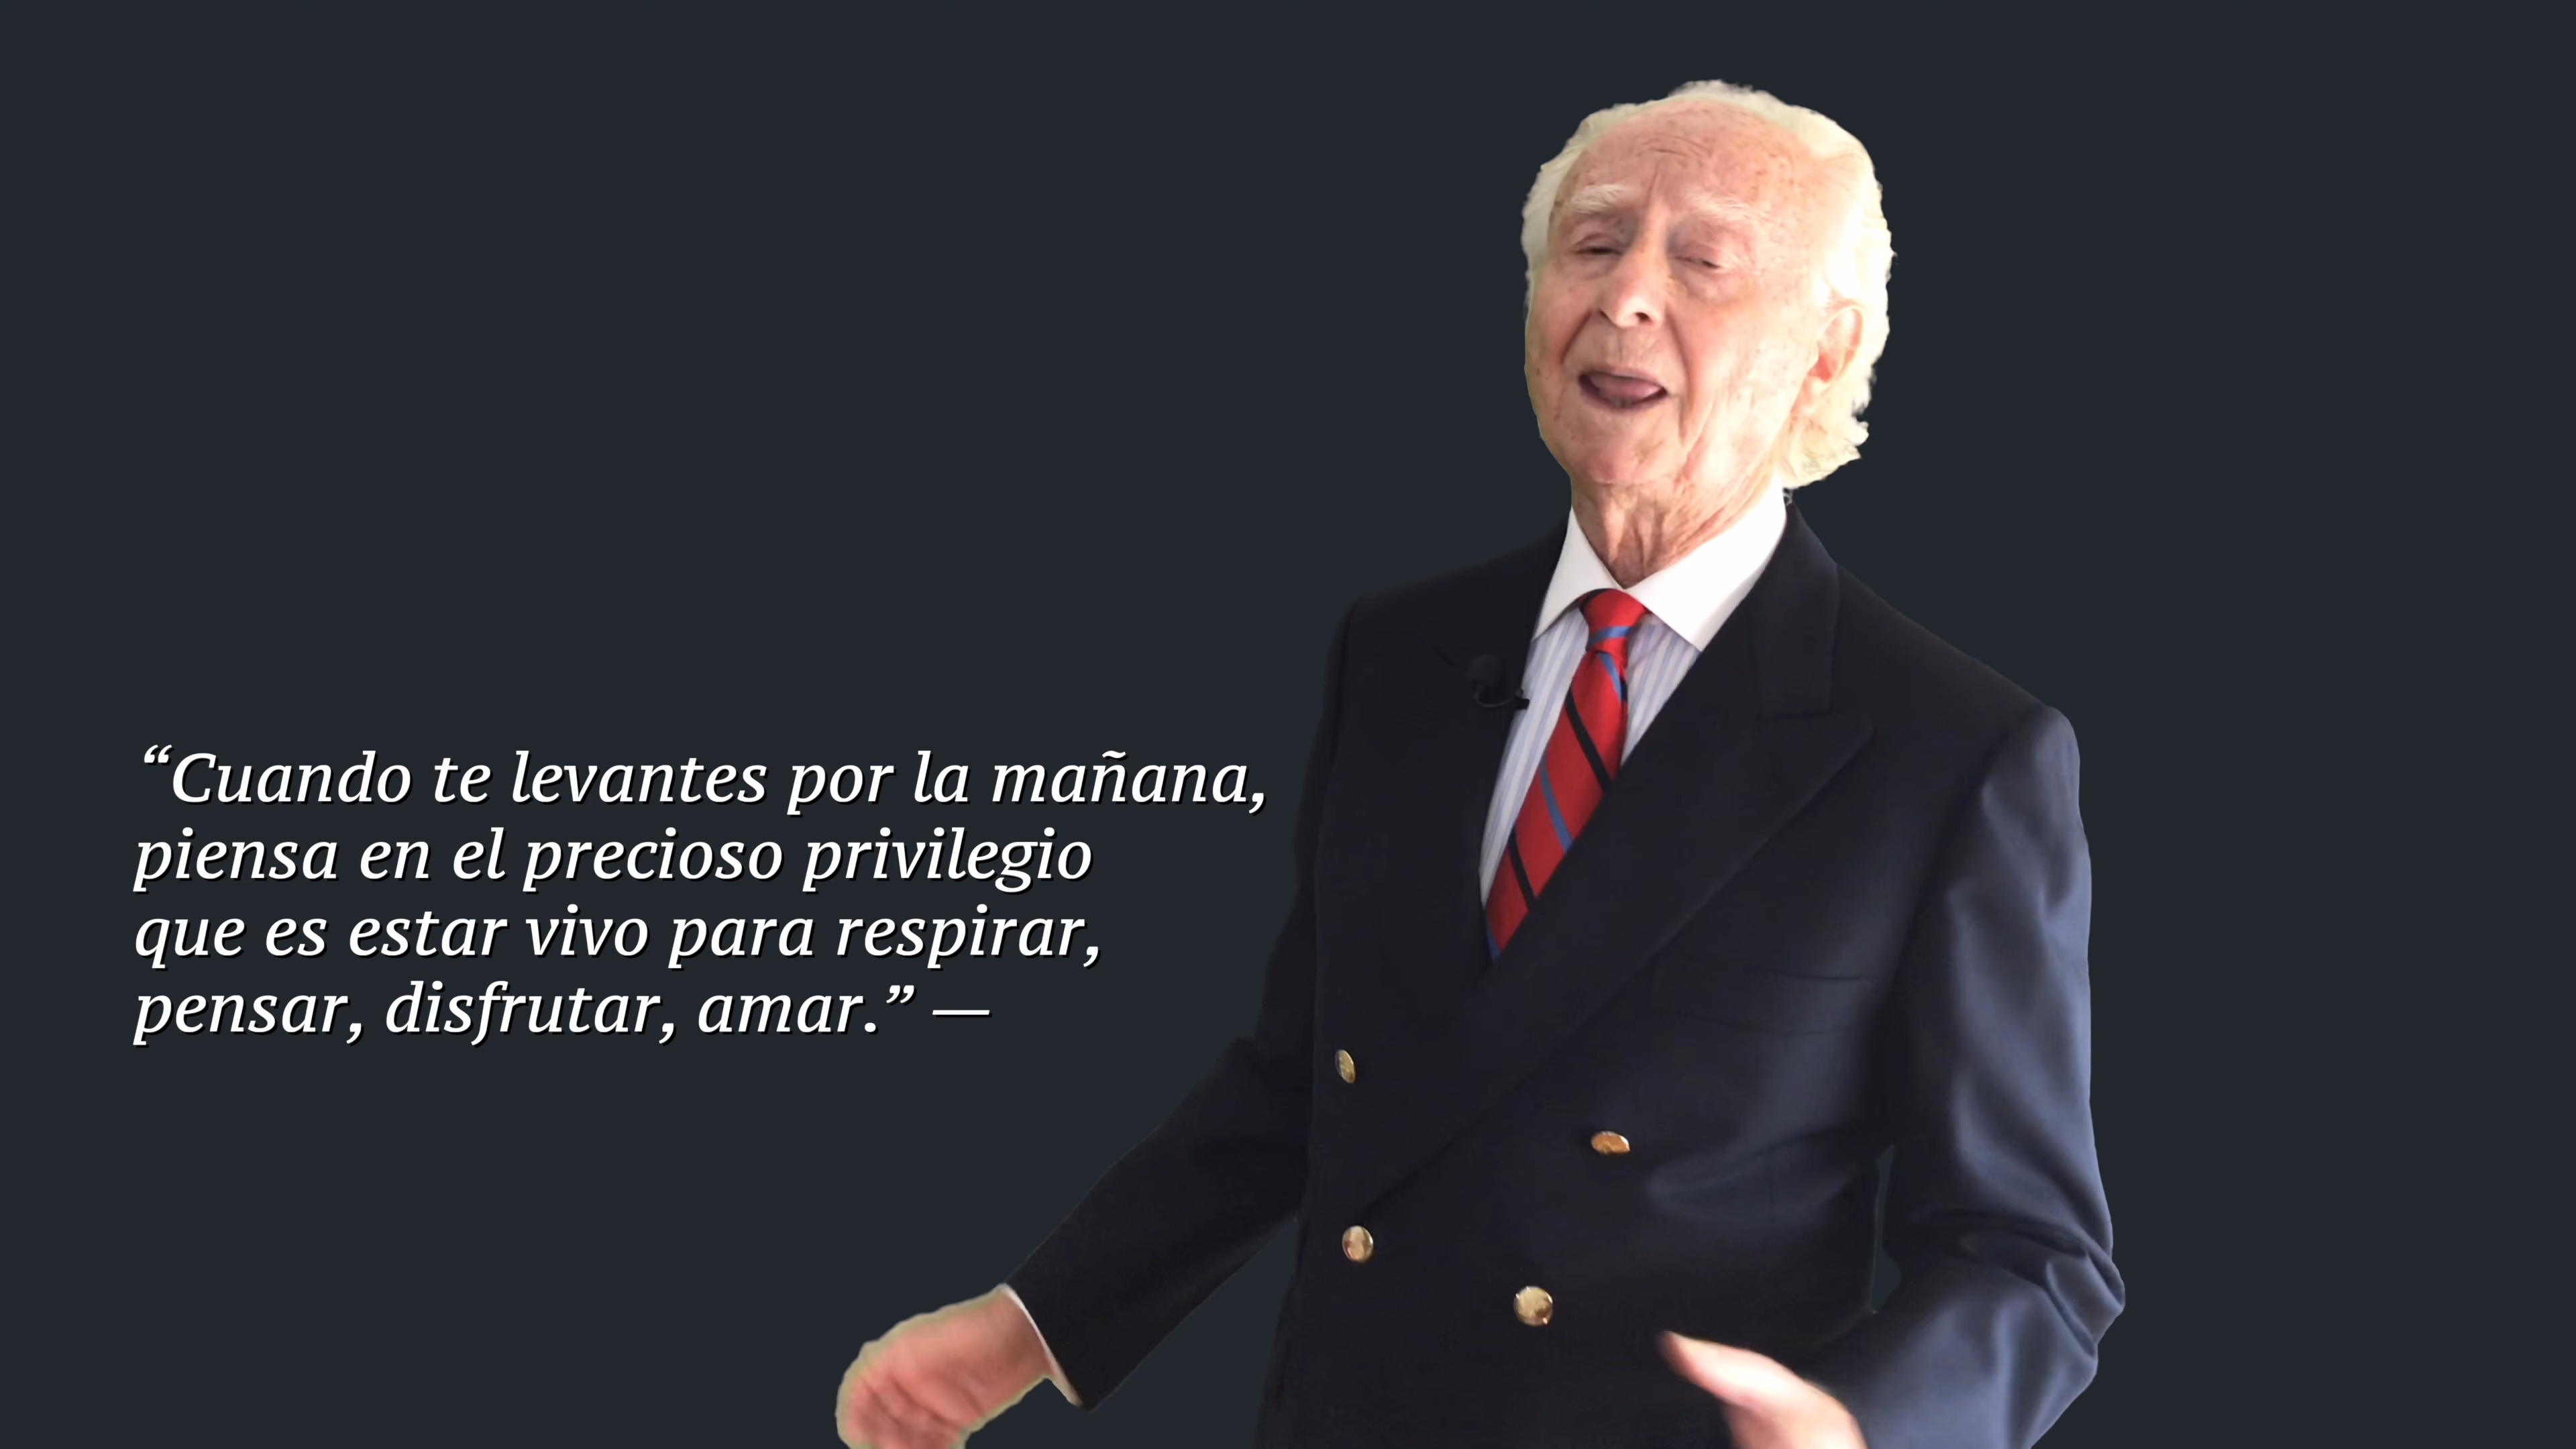 “Cuando te levantes por la mañana,
piensa en el precioso privilegio
que es estar vivo para respirar,
pensar, disfrutar, amar.” —